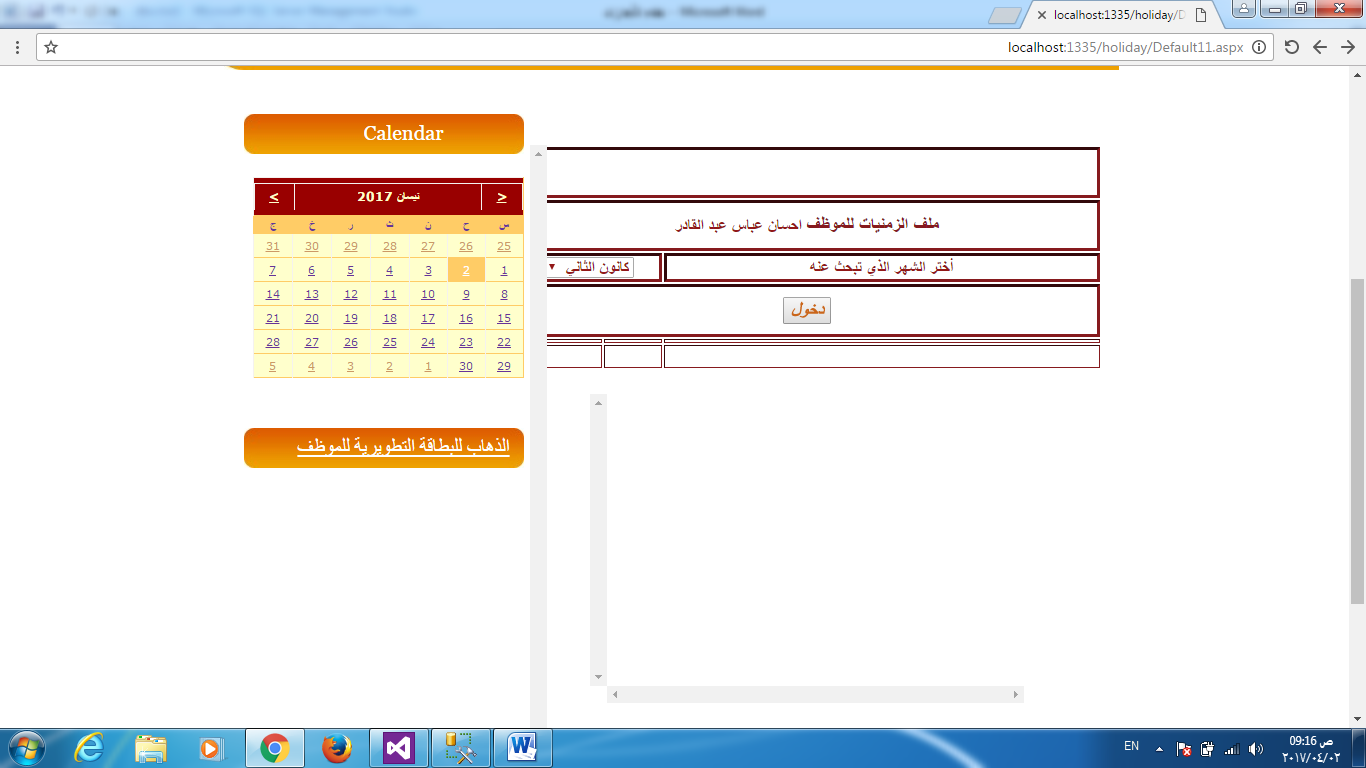 localhost:1335/holiday/D
localhost:1335/holiday/Default11.aspx
Calendar
< نيسان 2017 >
س ح ن ث ر خ ج
25 26 27 28 29 30 31
1 2 3 4 5 6 7
8 9 10 11 12 13 14
15 16 17 18 19 20 21
22 23 24 25 26 27 28
29 30 1 2 3 4 5
الذهاب للبطاقة التطويرية للموظف
ملف الزمنيات للموظف احسان عباس عبد القادر
أختر الشهر الذي تبحث عنه
كانون الثاني
دخول
EN
09:16 ص
٢٠١٧/٠٤/٠٢